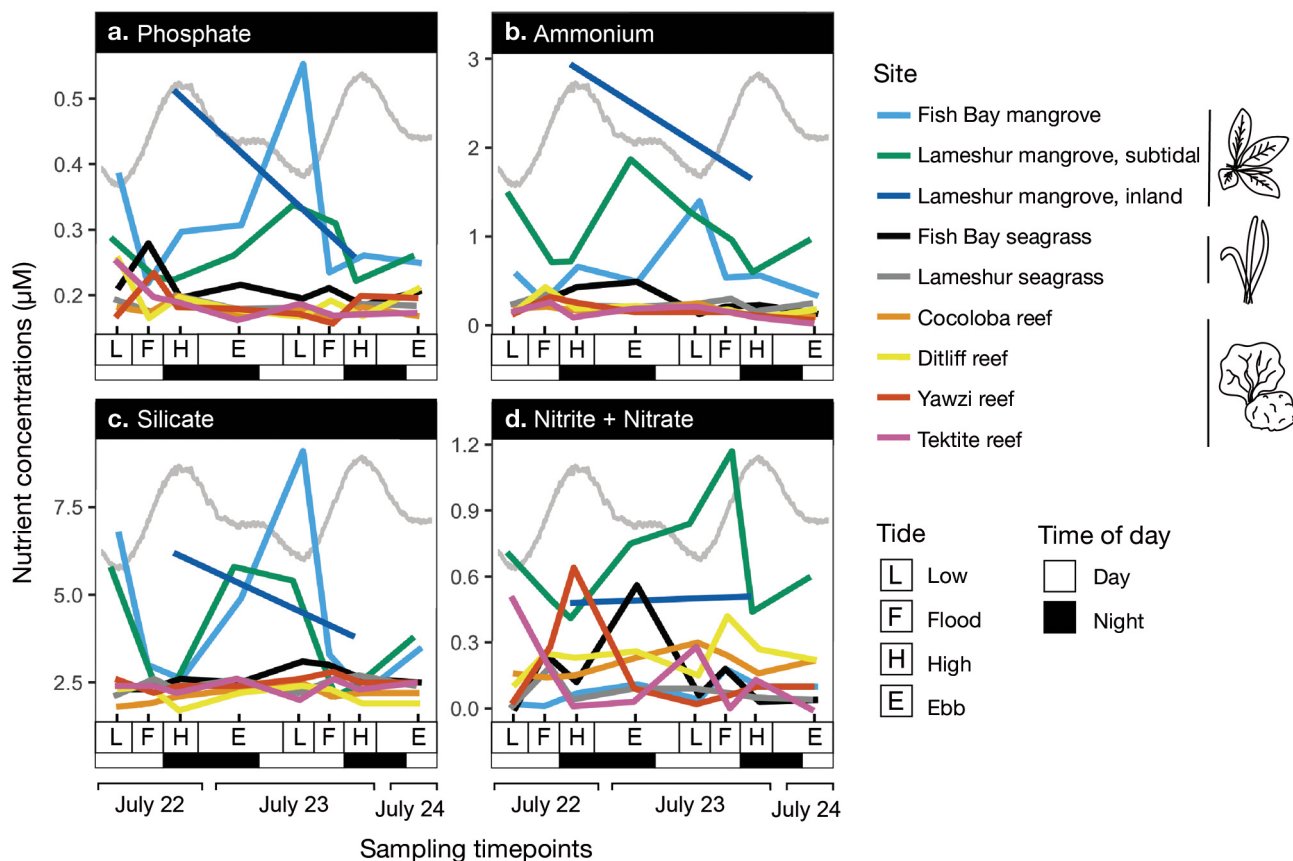 a. Phosphate
b. Ammonium
Nutrient concentrations (µM)
0.5
0.4
0.3
0.2
L F H E L F H E
3
2
1
0
L F H E L F H E
c. Silicate
d. Nitrite + Nitrate
7.5
5.0
2.5
L F H E L F H E
1.2
0.9
0.6
0.3
0.0
L F H E L F H E
July 22
July 23
July 24
July 22
July 23
July 24
Sampling timepoints
Site
Fish Bay mangrove
Lameshur mangrove, subtidal
Lameshur mangrove, inland
Fish Bay seagrass
Lameshur seagrass
Cocoloba reef
Ditliff reef
Yawzi reef
Tektite reef
Tide
L Low
F Flood
H High
E Ebb
Time of day
Day
Night